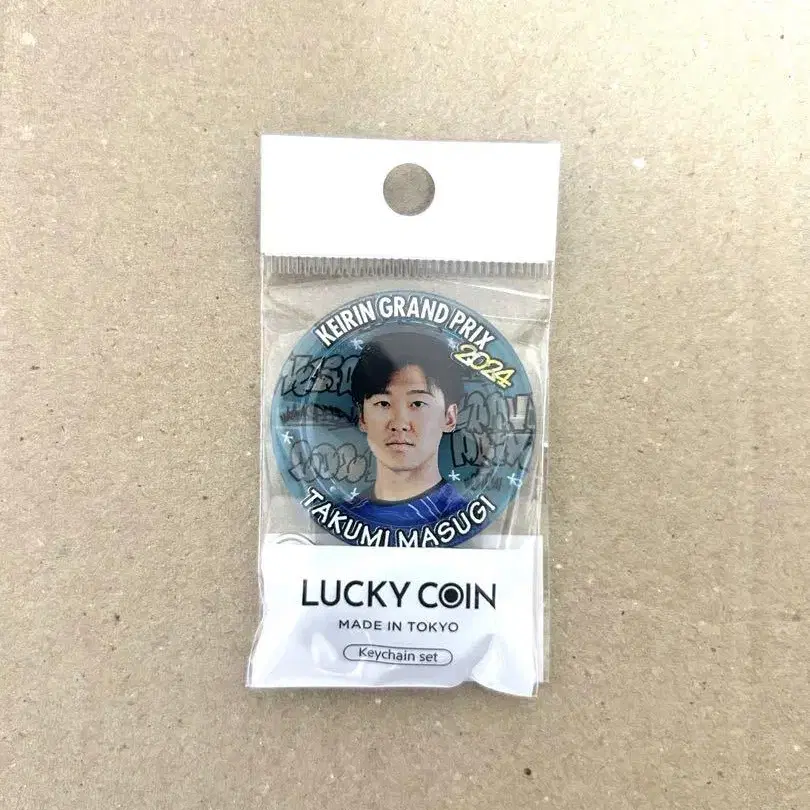 KEIRIN GRAND PRIX
2024
TAKUMI MASUGI
LUCKY COIN
MADE IN TOKYO
Keychain set